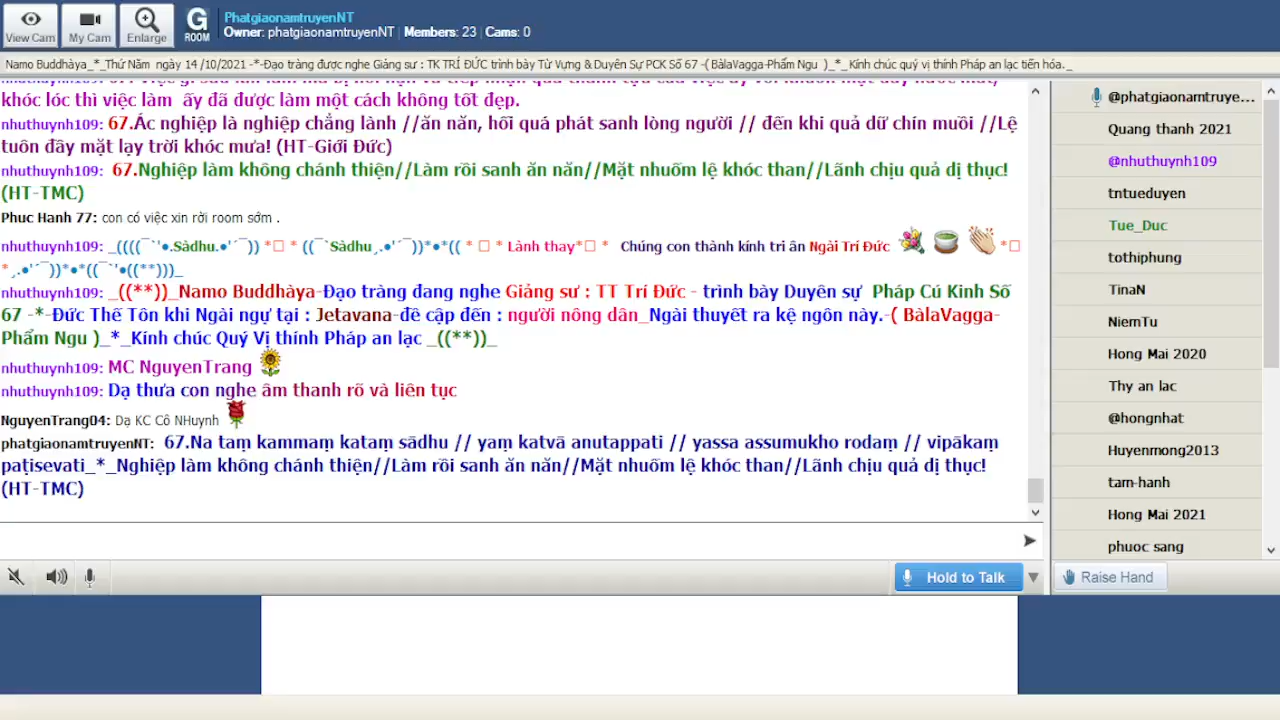 View Cam
My Cam
Enlarge
G
ROOM
PhatgiaonamtruyenNT
Owner: phatgiaonamtruyenNT | Members: 23 | Cams: 0
Namo Buddhàya_*_Thứ Năm ngày 14 /10/2021 -*-Đạo tràng được nghe Giảng sư : TK TRÍ ĐỨC trình bày Từ Vựng & Duyên Sự PCK Số 67 -( BàlaVagga-Phẩm Ngu )_*_ Kính chúc quý vị thính Pháp an lạc tiến hóa._
khóc lóc thì việc làm ấy đã được làm một cách không tốt đẹp.
nhuthuynh109: 67.Ác nghiệp là nghiệp chẳng lành //ăn năn, hối quá phát sanh lòng người // đến khi quả dữ chín muồi //Lệ
tuôn đầy mặt lạy trời khóc mưa! (HT-Giới Đức)
nhuthuynh109: 67.Nghiệp làm không chánh thiện//Làm rồi sanh ăn năn//Mặt nhuốm lệ khóc than//Lãnh chịu quả dị thục!
(HT-TMC)
Phuc Hanh 77: con có việc xin rời room sớm .
nhuthuynh109: _((((¯`'•.Sàdhu.•'´¯)) *□ * ((¯`Sàdhu¸.•'´¯))*•*(( * □ * Lành thay*□ * Chúng con thành kính tri ân Ngài Trí Đức *□
*¸.•'´¯))*•*((¯`'•((**)))_
nhuthuynh109: _((**))_Namo Buddhàya-Đạo tràng đang nghe Giảng sư : TT Trí Đức - trình bày Duyên sự Pháp Cú Kinh Số
67 -*-Đức Thế Tôn khi Ngài ngự tại : Jetavana-đề cập đến : người nông dân_Ngài thuyết ra kệ ngôn này.-( BàlaVagga-
Phẩm Ngu )_*_Kính chúc Quý Vị thính Pháp an lạc _((**))_
nhuthuynh109: MC NguyenTrang
nhuthuynh109: Dạ thưa con nghe âm thanh rõ và liên tục
NguyenTrang04: Dạ KC Cô NHuynh
phatgiaonamtruyenNT: 67.Na taṃ kammaṃ kataṃ sādhu // yaṃ katvā anutappati // yassa assumukho rodaṃ // vipākaṃ
paṭisevati_*_Nghiệp làm không chánh thiện//Làm rồi sanh ăn năn//Mặt nhuốm lệ khóc than//Lãnh chịu quả dị thục!
(HT-TMC)
Hold to Talk
@phatgiaonamtruye...
Quang thanh 2021
@nhuthuynh109
tntueduyen
Tue_Duc
tothiphung
TinaN
NiemTu
Hong Mai 2020
Thy an lac
@hongnhat
Huyenmong2013
tam-hanh
Hong Mai 2021
phuoc sang
Raise Hand